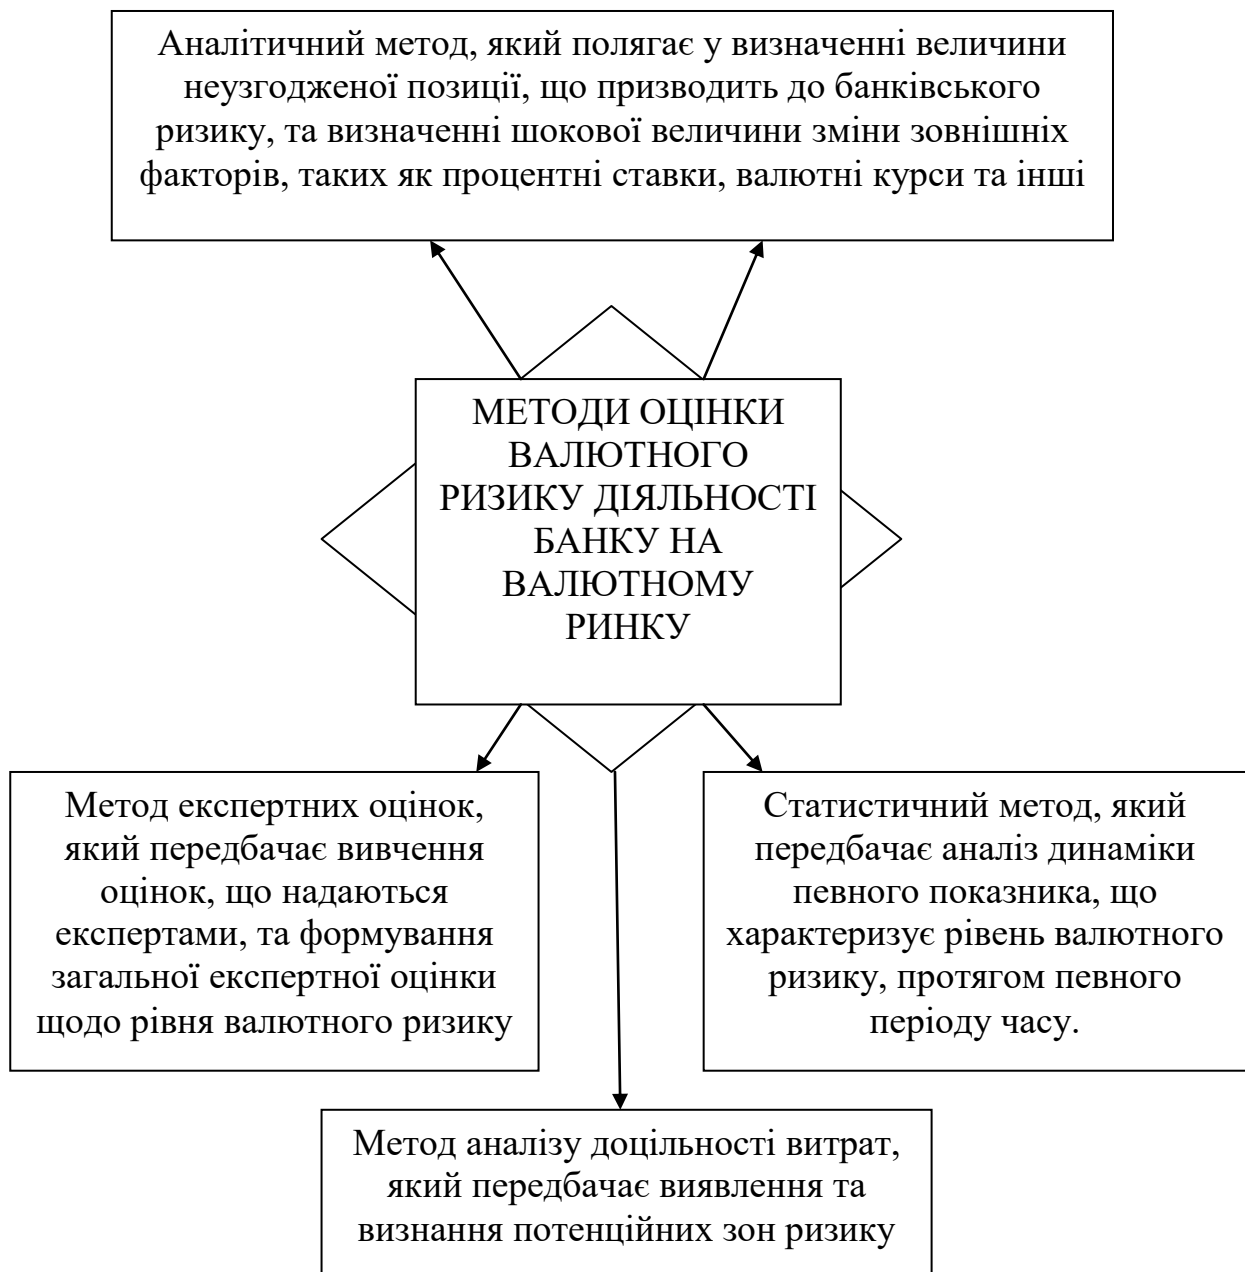 Аналітичний метод, який полягає у визначенні величини
неузгодженої позиції, що призводить до банківського
ризику, та визначенні шокової величини зміни зовнішніх
факторів, таких як процентні ставки, валютні курси та інші
МЕТОДИ ОЦІНКИ
ВАЛЮТНОГО
РИЗИКУ ДІЯЛЬНОСТІ
БАНКУ НА
ВАЛЮТНОМУ
РИНКУ
Метод експертних оцінок,
який передбачає вивчення
оцінок, що надаються
експертами, та формування
загальної експертної оцінки
щодо рівня валютного ризику
Статистичний метод, який
передбачає аналіз динаміки
певного показника, що
характеризує рівень валютного
ризику, протягом певного
періоду часу.
Метод аналізу доцільності витрат,
який передбачає виявлення та
визнання потенційних зон ризику